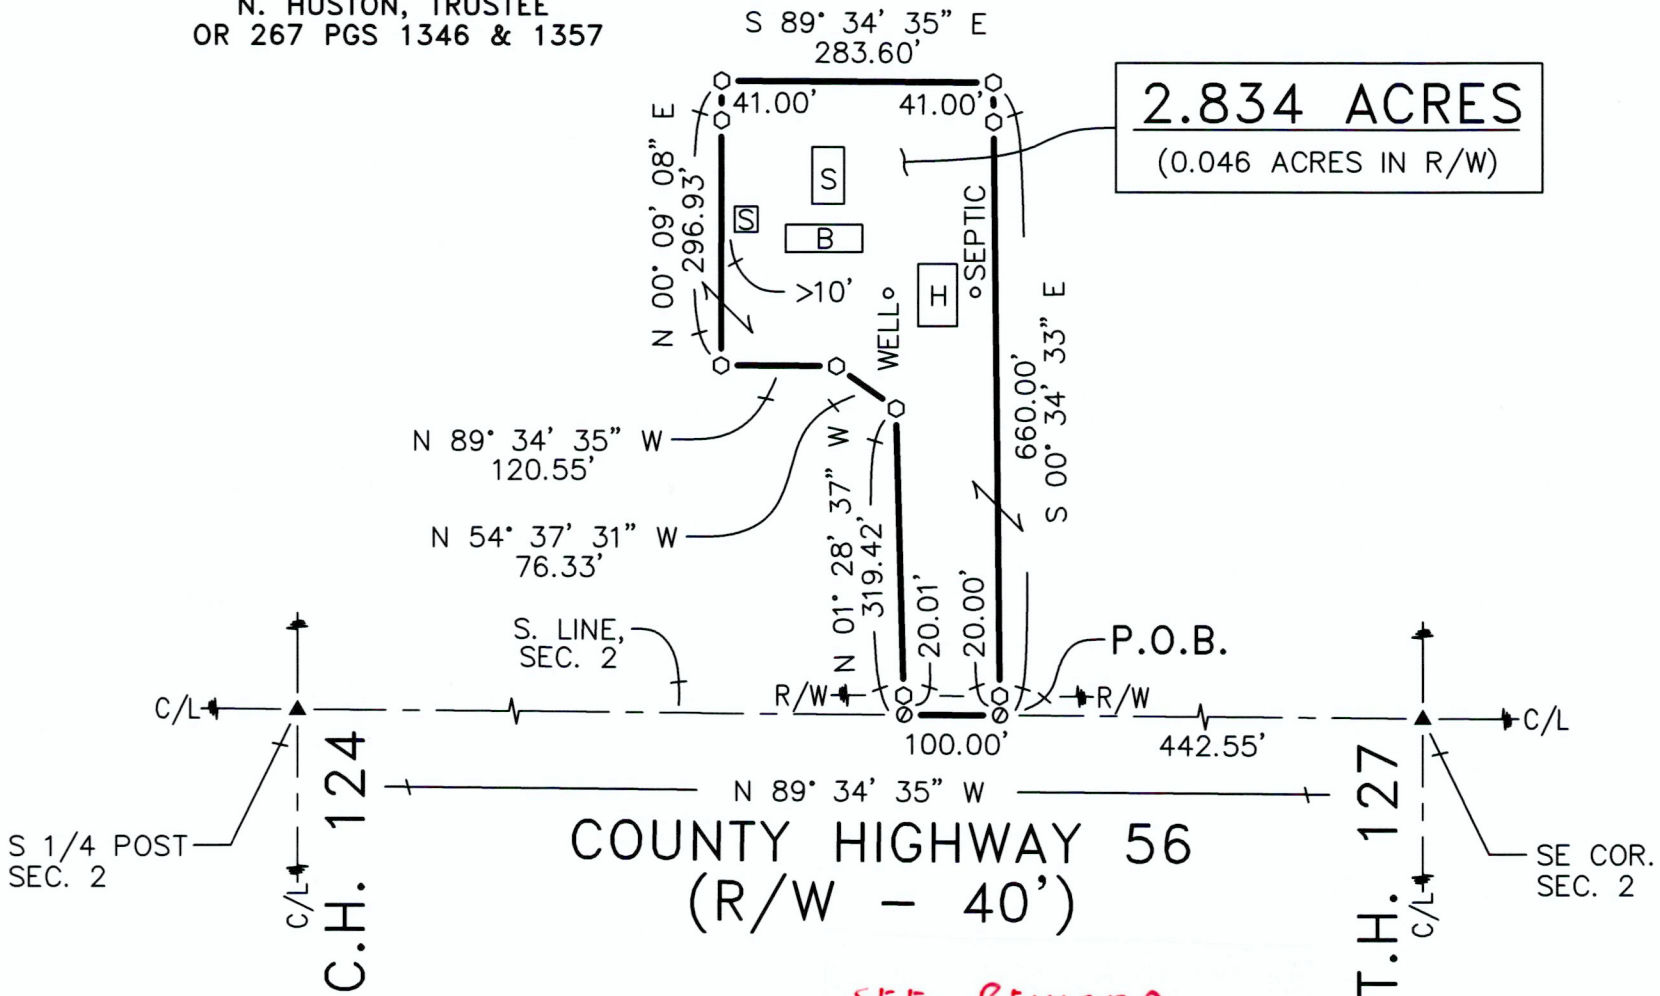 N. HUSTON, TRUSTEE
OR 267 PGS 1346 & 1357
S 89° 34' 35" E
283.60'
41.00'
41.00'
2.834 ACRES
(0.046 ACRES IN R/W)
N 00° 09' 08" E
296.93'
S
S
B
>10'
WELL
H
SEPTIC
660.00'
S 00° 34' 33" E
N 89° 34' 35" W
120.55'
N 54° 37' 31" W
76.33'
N 01° 28' 37" W
319.42'
20.01'
20.00'
S. LINE,
SEC. 2
P.O.B.
R/W
R/W
C/L
C/L
100.00'
442.55'
N 89° 34' 35" W
COUNTY HIGHWAY 56
(R/W - 40')
S 1/4 POST
SEC. 2
C/L
C.H. 124
T.H. 127
C/L
SE COR.
SEC. 2
SEE